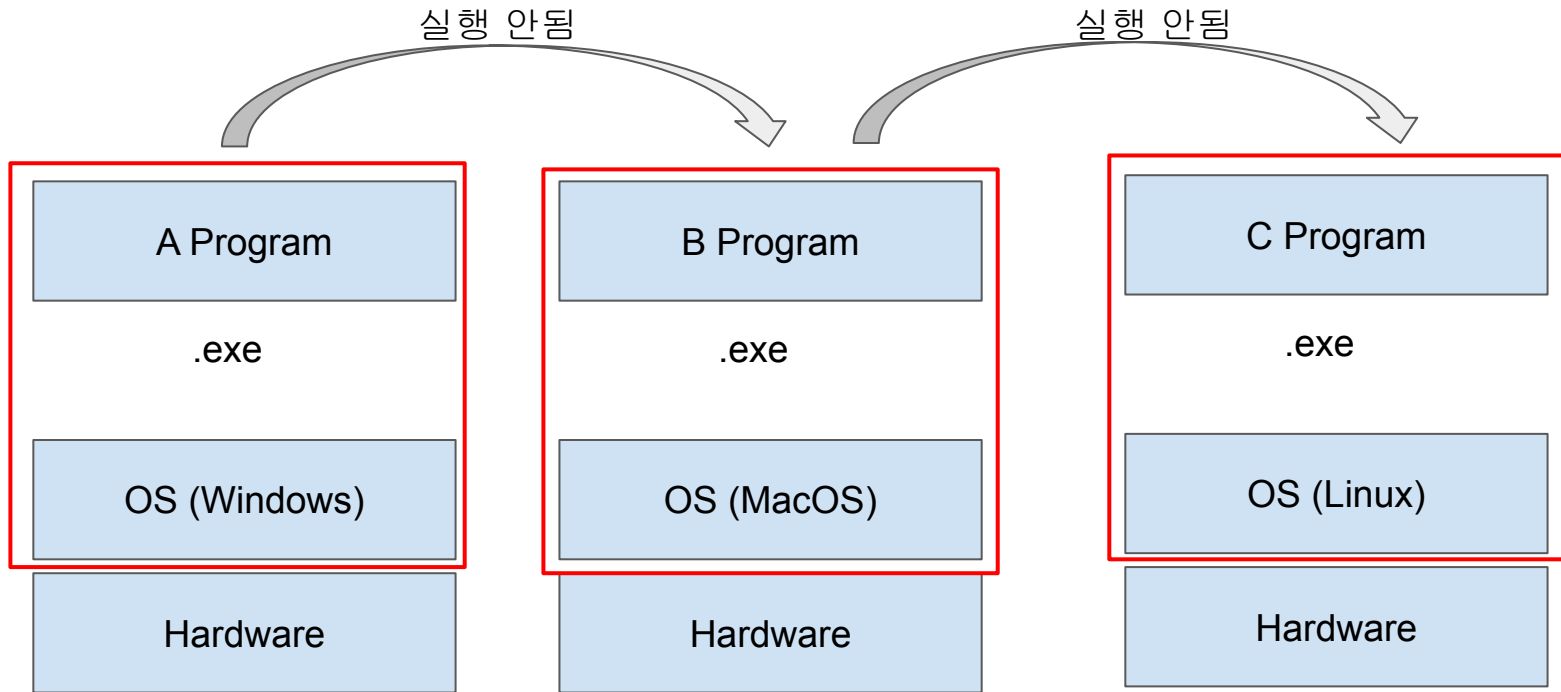 실행 안됨
실행 안됨
A Program
B Program
C Program
.exe
.exe
.exe
OS (Windows)
OS (MacOS)
OS (Linux)
Hardware
Hardware
Hardware